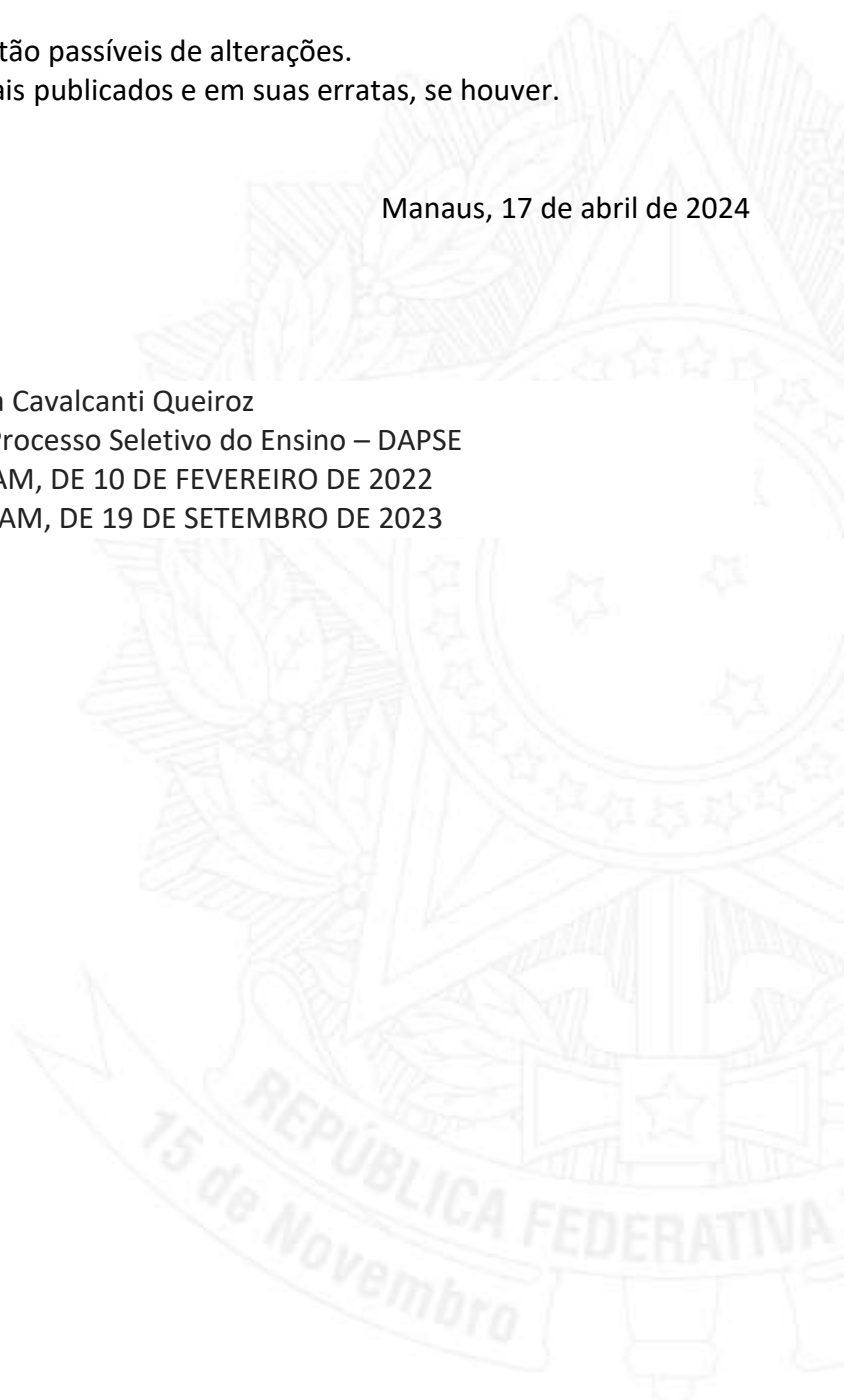 tão passíveis de alterações.
ais publicados e em suas erratas, se houver.
Manaus, 17 de abril de 2024
Cavalcanti Queiroz
Processo Seletivo do Ensino – DAPSE
AM, DE 10 DE FEVEREIRO DE 2022
AM, DE 19 DE SETEMBRO DE 2023
REPÚBLICA FEDERATIVA
15 de Novembro